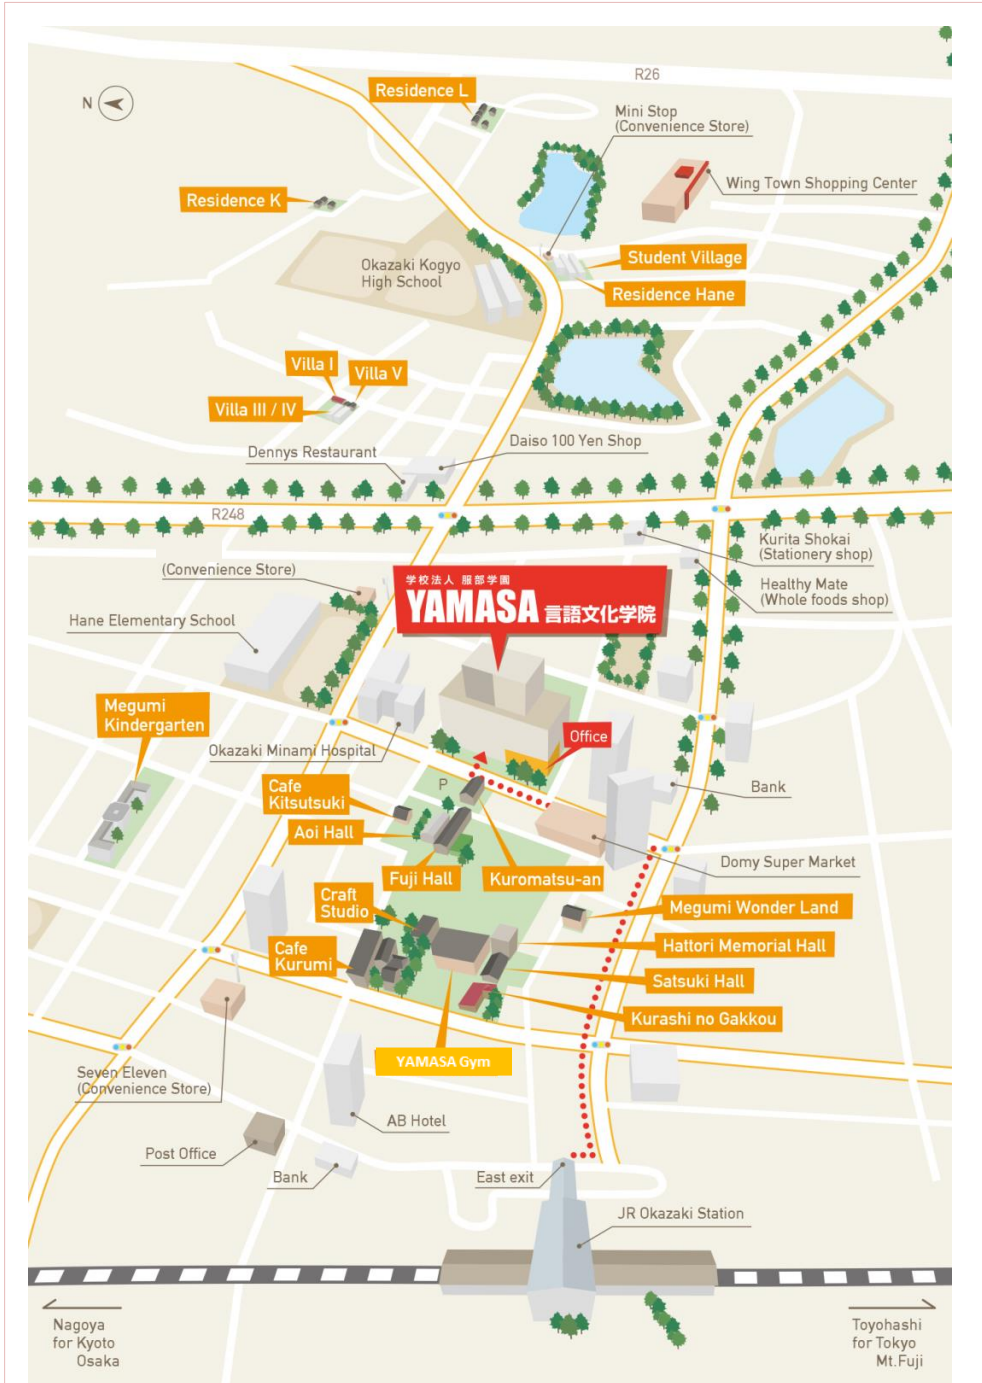 R26
Residence L
N
Mini Stop
(Convenience Store)
Wing Town Shopping Center
Residence K
Student Village
Okazaki Kogyo
High School
Residence Hane
Villa I
Villa V
Villa III / IV
Daiso 100 Yen Shop
Dennys Restaurant
R248
Kurita Shokai
(Stationery shop)
(Convenience Store)
Healthy Mate
(Whole foods shop)
学校法人 服部学園
YAMASA 言語文化学院
Hane Elementary School
Megumi
Kindergarten
Office
Okazaki Minami Hospital
P
Bank
Cafe
Kitsutsuki
Aoi Hall
Domy Super Market
Fuji Hall
Kuromatsu-an
Craft
Studio
Megumi Wonder Land
Hattori Memorial Hall
Cafe
Kurumi
Satsuki Hall
Kurashi no Gakkou
YAMASA Gym
Seven Eleven
(Convenience Store)
AB Hotel
Post Office
Bank
East exit
JR Okazaki Station
Nagoya
for Kyoto
Osaka
Toyohashi
for Tokyo
Mt.Fuji